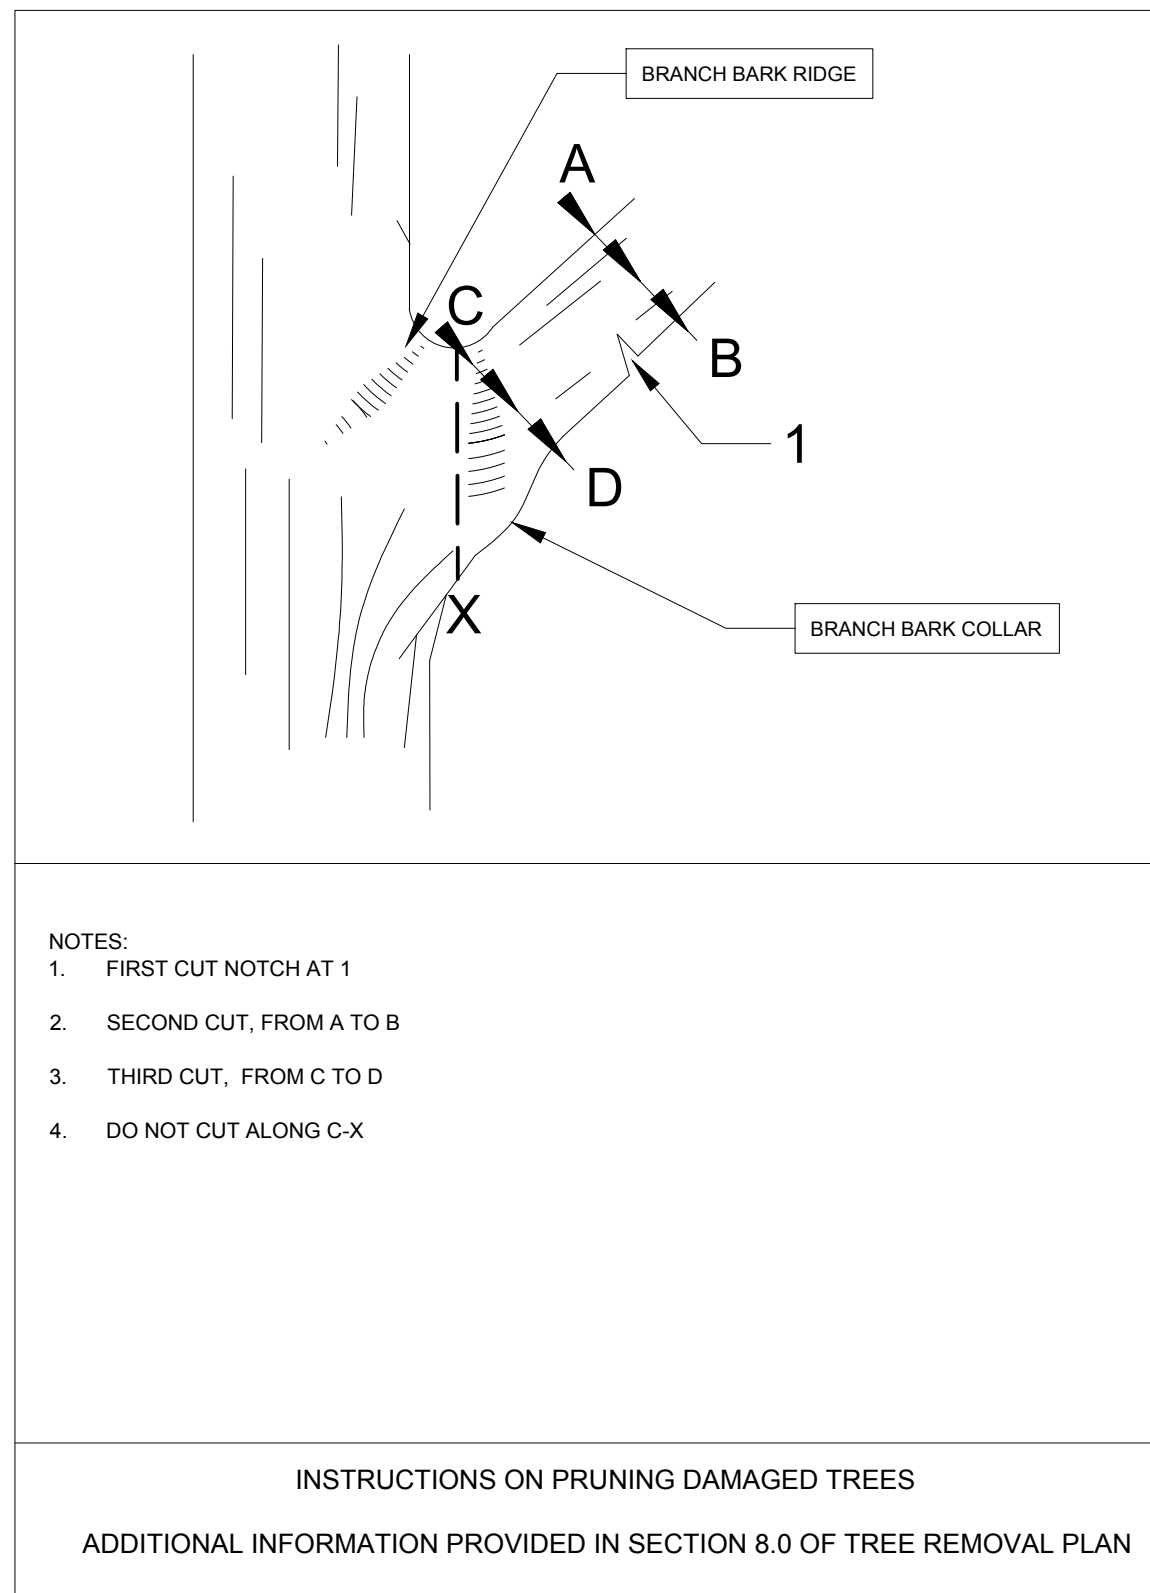 BRANCH BARK RIDGE
A
C
B
1
D
X
BRANCH BARK COLLAR
NOTES:
1. FIRST CUT NOTCH AT 1
2. SECOND CUT, FROM A TO B
3. THIRD CUT, FROM C TO D
4. DO NOT CUT ALONG C-X
INSTRUCTIONS ON PRUNING DAMAGED TREES
ADDITIONAL INFORMATION PROVIDED IN SECTION 8.0 OF TREE REMOVAL PLAN